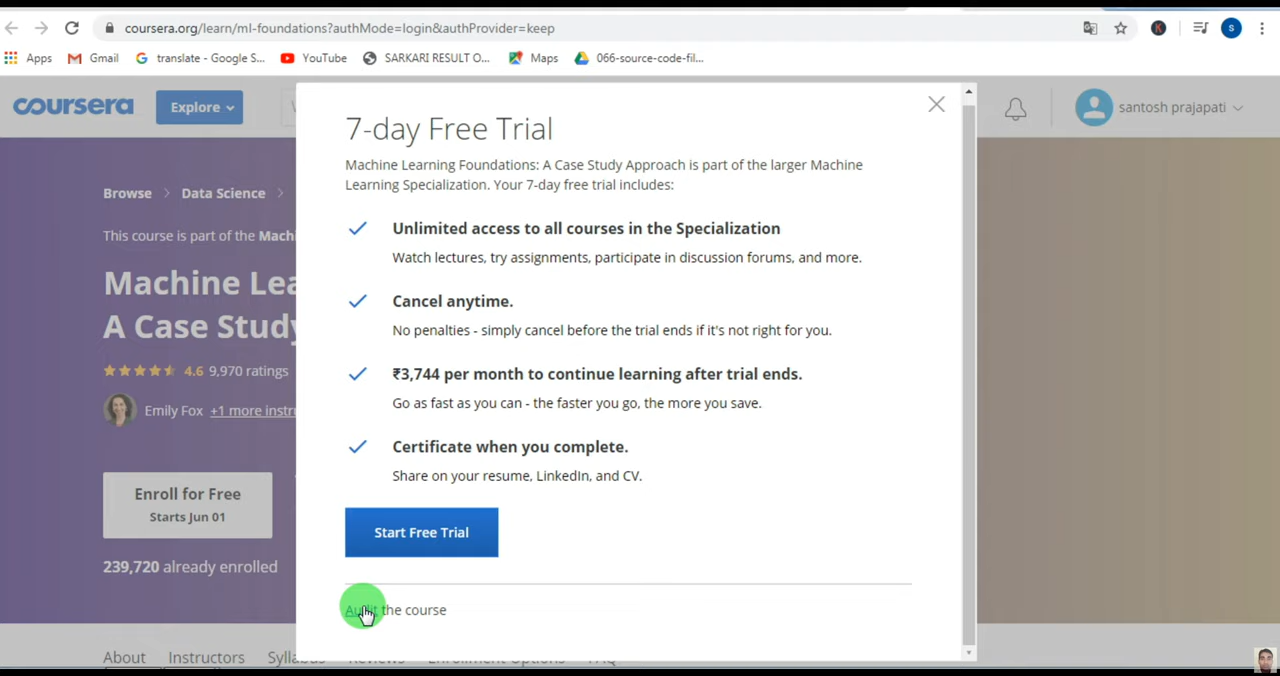 coursera.org/learn/ml-foundations?authMode=login&authProvider=keep
S
Apps
Gmail
translate - Google S...
YouTube
SARKARI RESULT O...
Maps
066-source-code-fil...
coursera
Explore
santosh prajapati
7-day Free Trial
Machine Learning Foundations: A Case Study Approach is part of the larger Machine
Learning Specialization. Your 7-day free trial includes:
Browse
Data Science
This course is part of the Machi
Unlimited access to all courses in the Specialization
Watch lectures, try assignments, participate in discussion forums, and more.
Machine Lea
A Case Study
Cancel anytime.
No penalties - simply cancel before the trial ends if it's not right for you.
4.6 9,970 ratings
₹3,744 per month to continue learning after trial ends.
Go as fast as you can - the faster you go, the more you save.
Emily Fox +1 more instru
Certificate when you complete.
Share on your resume, LinkedIn, and CV.
Enroll for Free
Starts Jun 01
Start Free Trial
239,720 already enrolled
Audit the course
About
Instructors
Syllabus
Reviews
Enrollment Options
FAQ